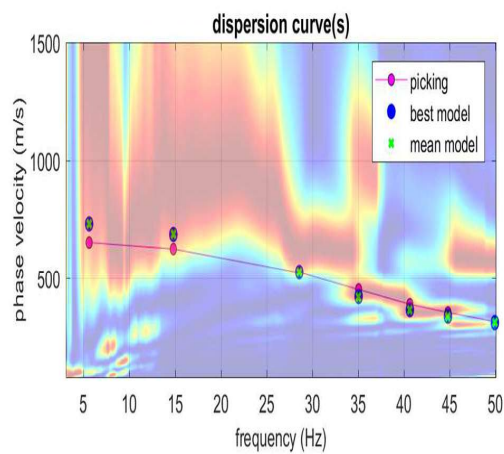 dispersion curve(s)
1500
1000
500
phase velocity (m/s)
picking
best model
mean model
5 10 15 20 25 30 35 40 45 50
frequency (Hz)